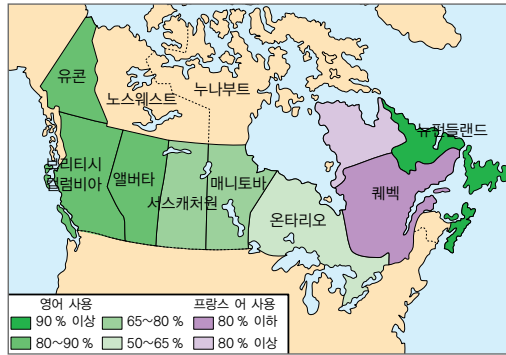 유콘
노스웨스트
누나부트
뉴펀들랜드
브리티시
컬럼비아
앨버타
서스캐처원
매니토바
온타리오
퀘벡
영어 사용
프랑스 어 사용
90 % 이상
65~80 %
80 % 이하
80~90 %
50~65 %
80 % 이상